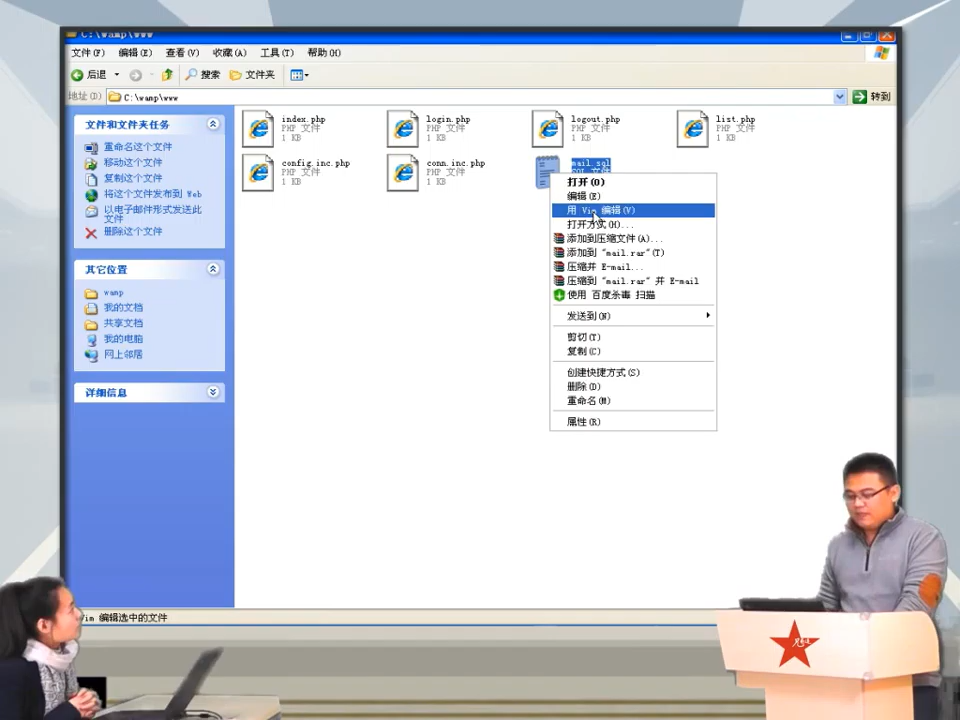 C:\wamp\www
文件(F) 编辑(E) 查看(V) 收藏(A) 工具(T) 帮助(H)
后退 搜索 文件夹
地址(D) C:\wamp\www 转到
文件和文件夹任务
重命名这个文件
移动这个文件
复制这个文件
将这个文件发布到 Web
以电子邮件形式发送此
文件
删除这个文件
其它位置
wamp
我的文档
共享文档
我的电脑
网上邻居
详细信息
index.php
PHP 文件
1 KB
login.php
PHP 文件
1 KB
logout.php
PHP 文件
1 KB
list.php
PHP 文件
1 KB
config.inc.php
PHP 文件
1 KB
conn.inc.php
PHP 文件
1 KB
mail.sql
SQL 文件
打开(O)
编辑(E)
用 Vim 编辑(V)
打开方式(H)...
添加到压缩文件(A)...
添加到 "mail.rar"(T)
压缩并 E-mail...
压缩到 "mail.rar" 并 E-mail
使用 百度杀毒 扫描
发送到(N)
剪切(T)
复制(C)
创建快捷方式(S)
删除(D)
重命名(M)
属性(R)
im 编辑选中的文件